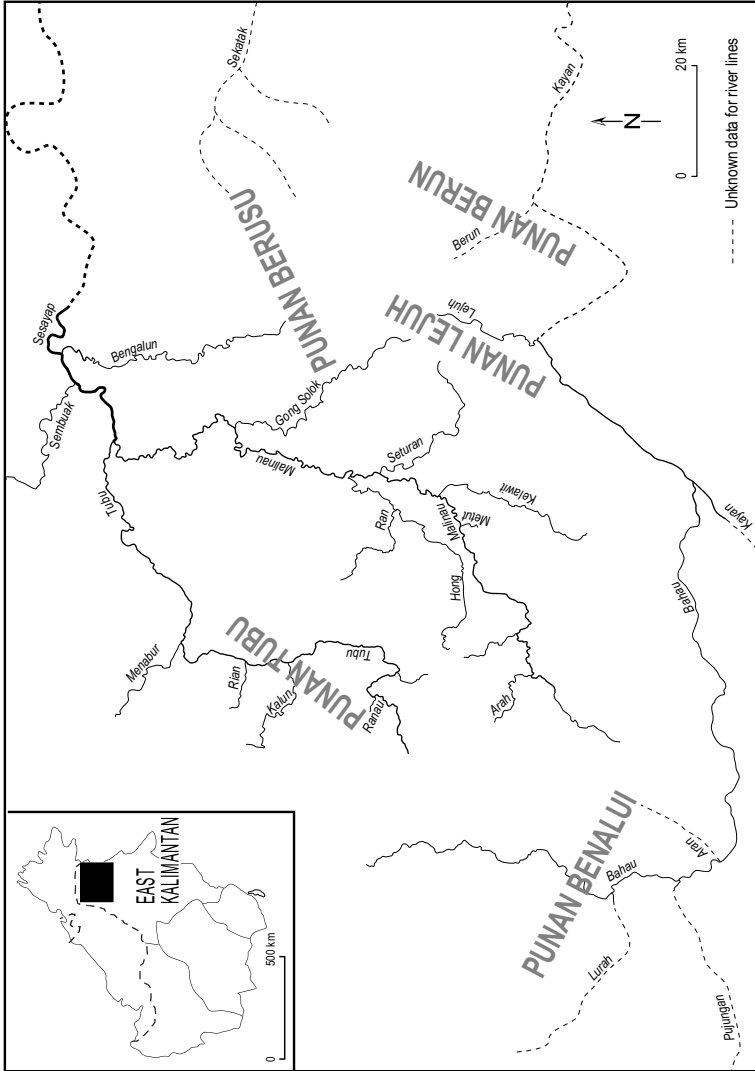 EAST
KALIMANTAN
0
500 km
PUNAN BERUSU
PUNAN BERUN
PUNAN LEJUH
PUNAN TUBU
PUNAN BENALUI
Sesayap
Sembuak
Bengalun
Sekatak
Tubu
Menabur
Rian
Kalun
Tubu
Ranau
Gong Solok
Malinau
Seturan
Ran
Malinau
Metut
Kelawit
Hong
Arah
Lejuh
Berun
Kayan
Kayan
Bahau
Bahau
Aran
Lurah
Pujungan
N
0
20 km
Unknown data for river lines